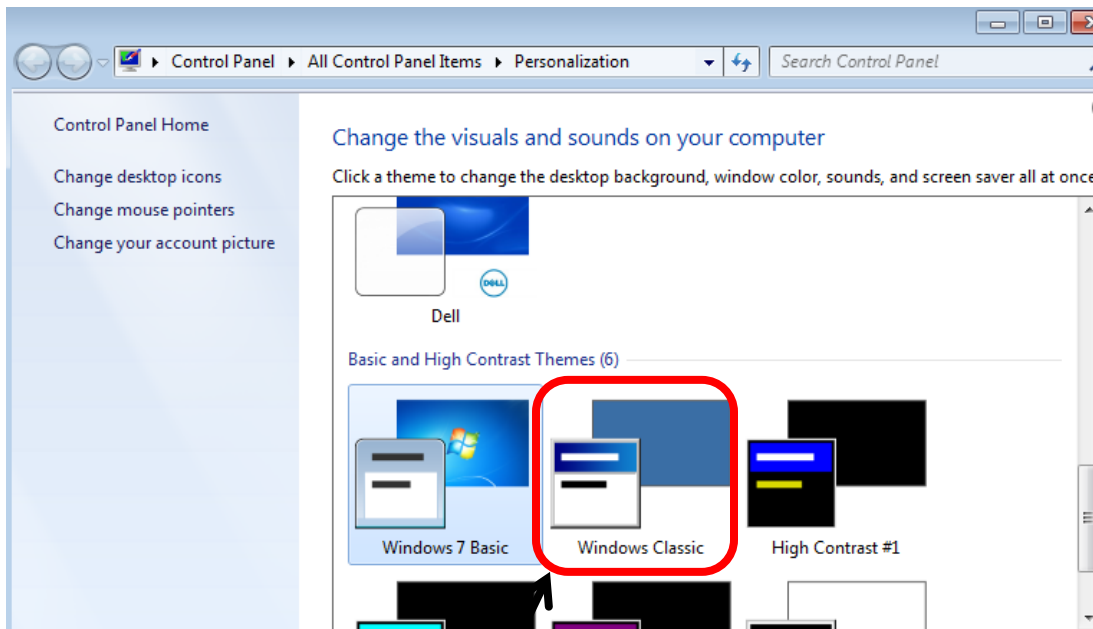 Control Panel ▸ All Control Panel Items ▸ Personalization
Search Control Panel
Control Panel Home
Change desktop icons
Change mouse pointers
Change your account picture
Change the visuals and sounds on your computer
Click a theme to change the desktop background, window color, sounds, and screen saver all at once
DELL
Dell
Basic and High Contrast Themes (6)
Windows 7 Basic
Windows Classic
High Contrast #1